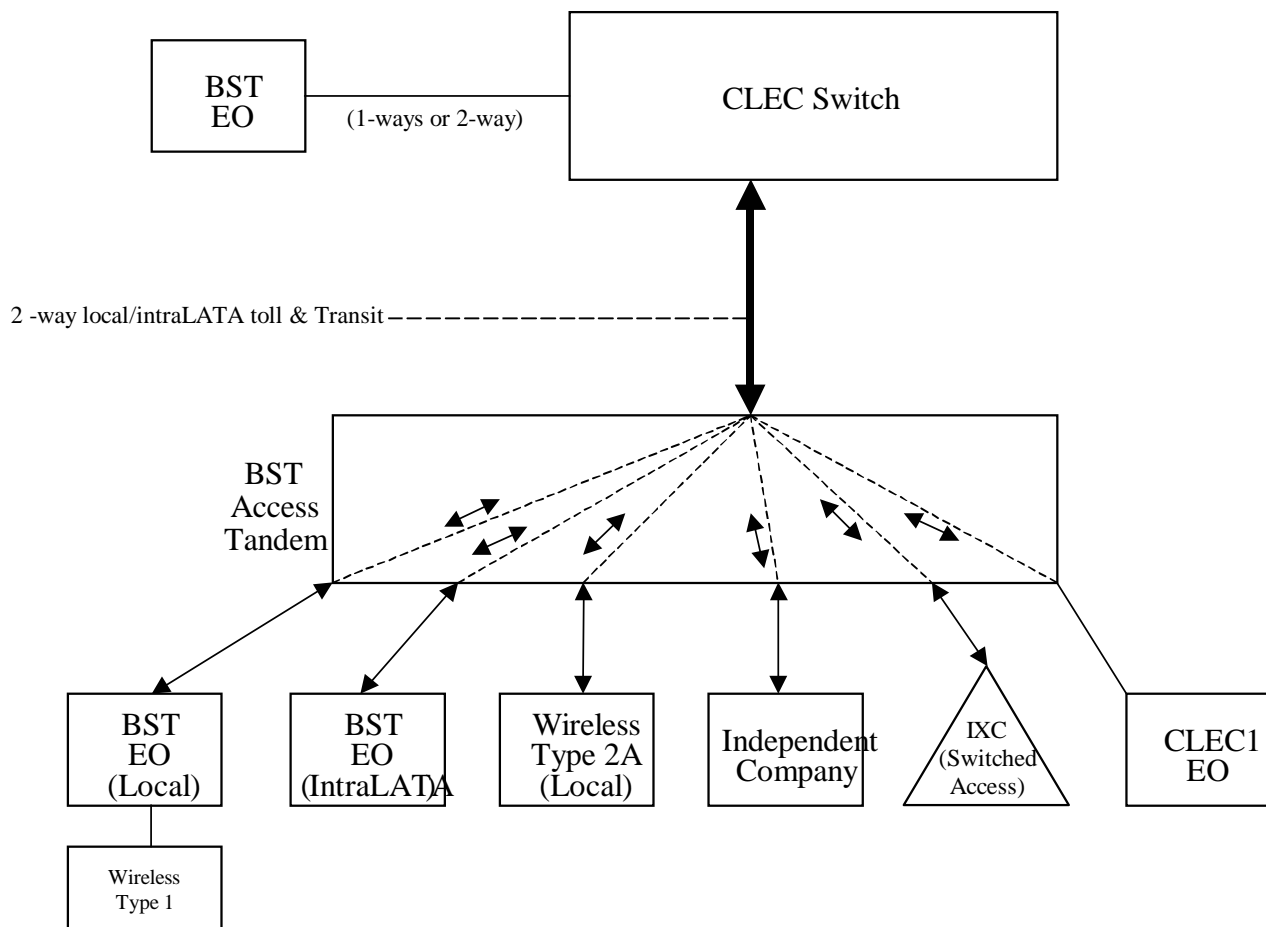 BST
EO
(1-ways or 2-way)
CLEC Switch
2 -way local/intraLATA toll & Transit
BST
Access
Tandem
BST
EO
(Local)
BST
EO
(IntraLAT)A
Wireless
Type 2A
(Local)
Independent
Company
IXC
(Switched
Access)
CLEC1
EO
Wireless
Type 1